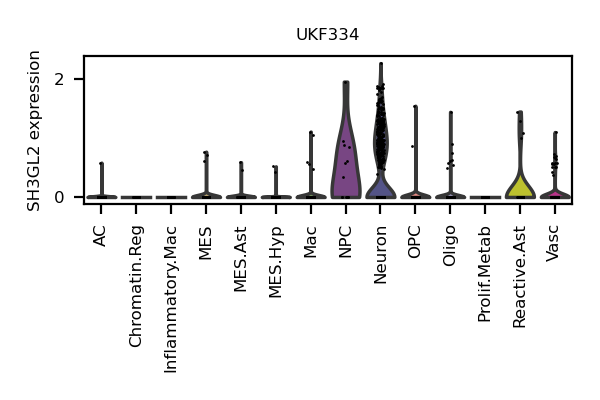 UKF334
SH3GL2 expression
2
0
AC
Chromatin.Reg
Inflammatory.Mac
MES
MES.Ast
MES.Hyp
Mac
NPC
Neuron
OPC
Oligo
Prolif.Metab
Reactive.Ast
Vasc